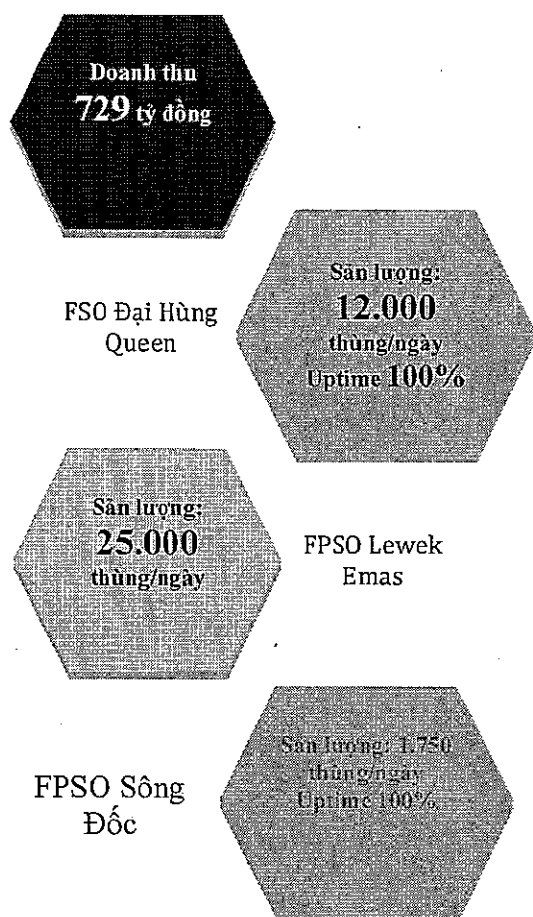 Doanh thu
729 tỷ đồng
FSO Đại Hùng
Queen
Sản lượng:
12.000
thùng/ngày
Uptime 100%
Sản lượng:
25.000
thùng/ngày
FPSO Lewek
Emas
FPSO Sông
Đốc
Sản lượng: 1.750
thùng/ngày
Uptime 100%